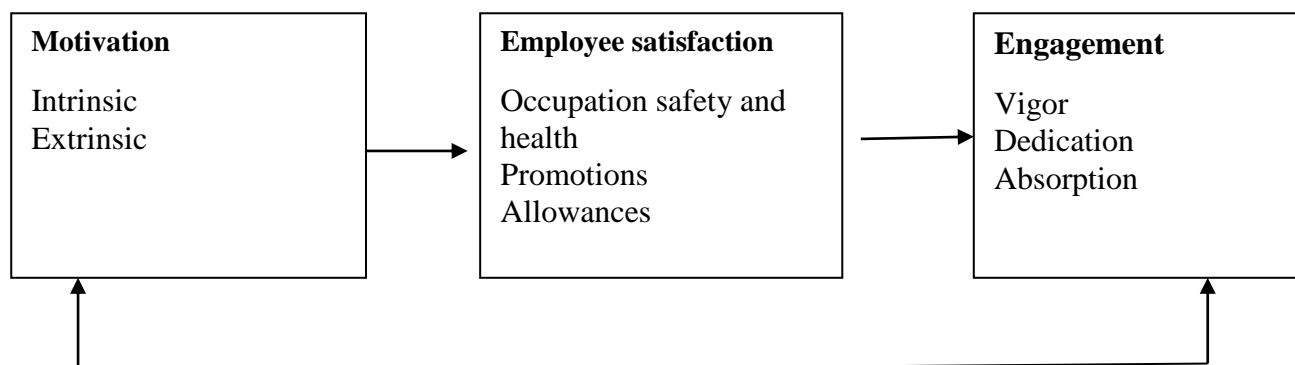 Motivation
Intrinsic
Extrinsic
Employee satisfaction
Occupation safety and
health
Promotions
Allowances
Engagement
Vigor
Dedication
Absorption